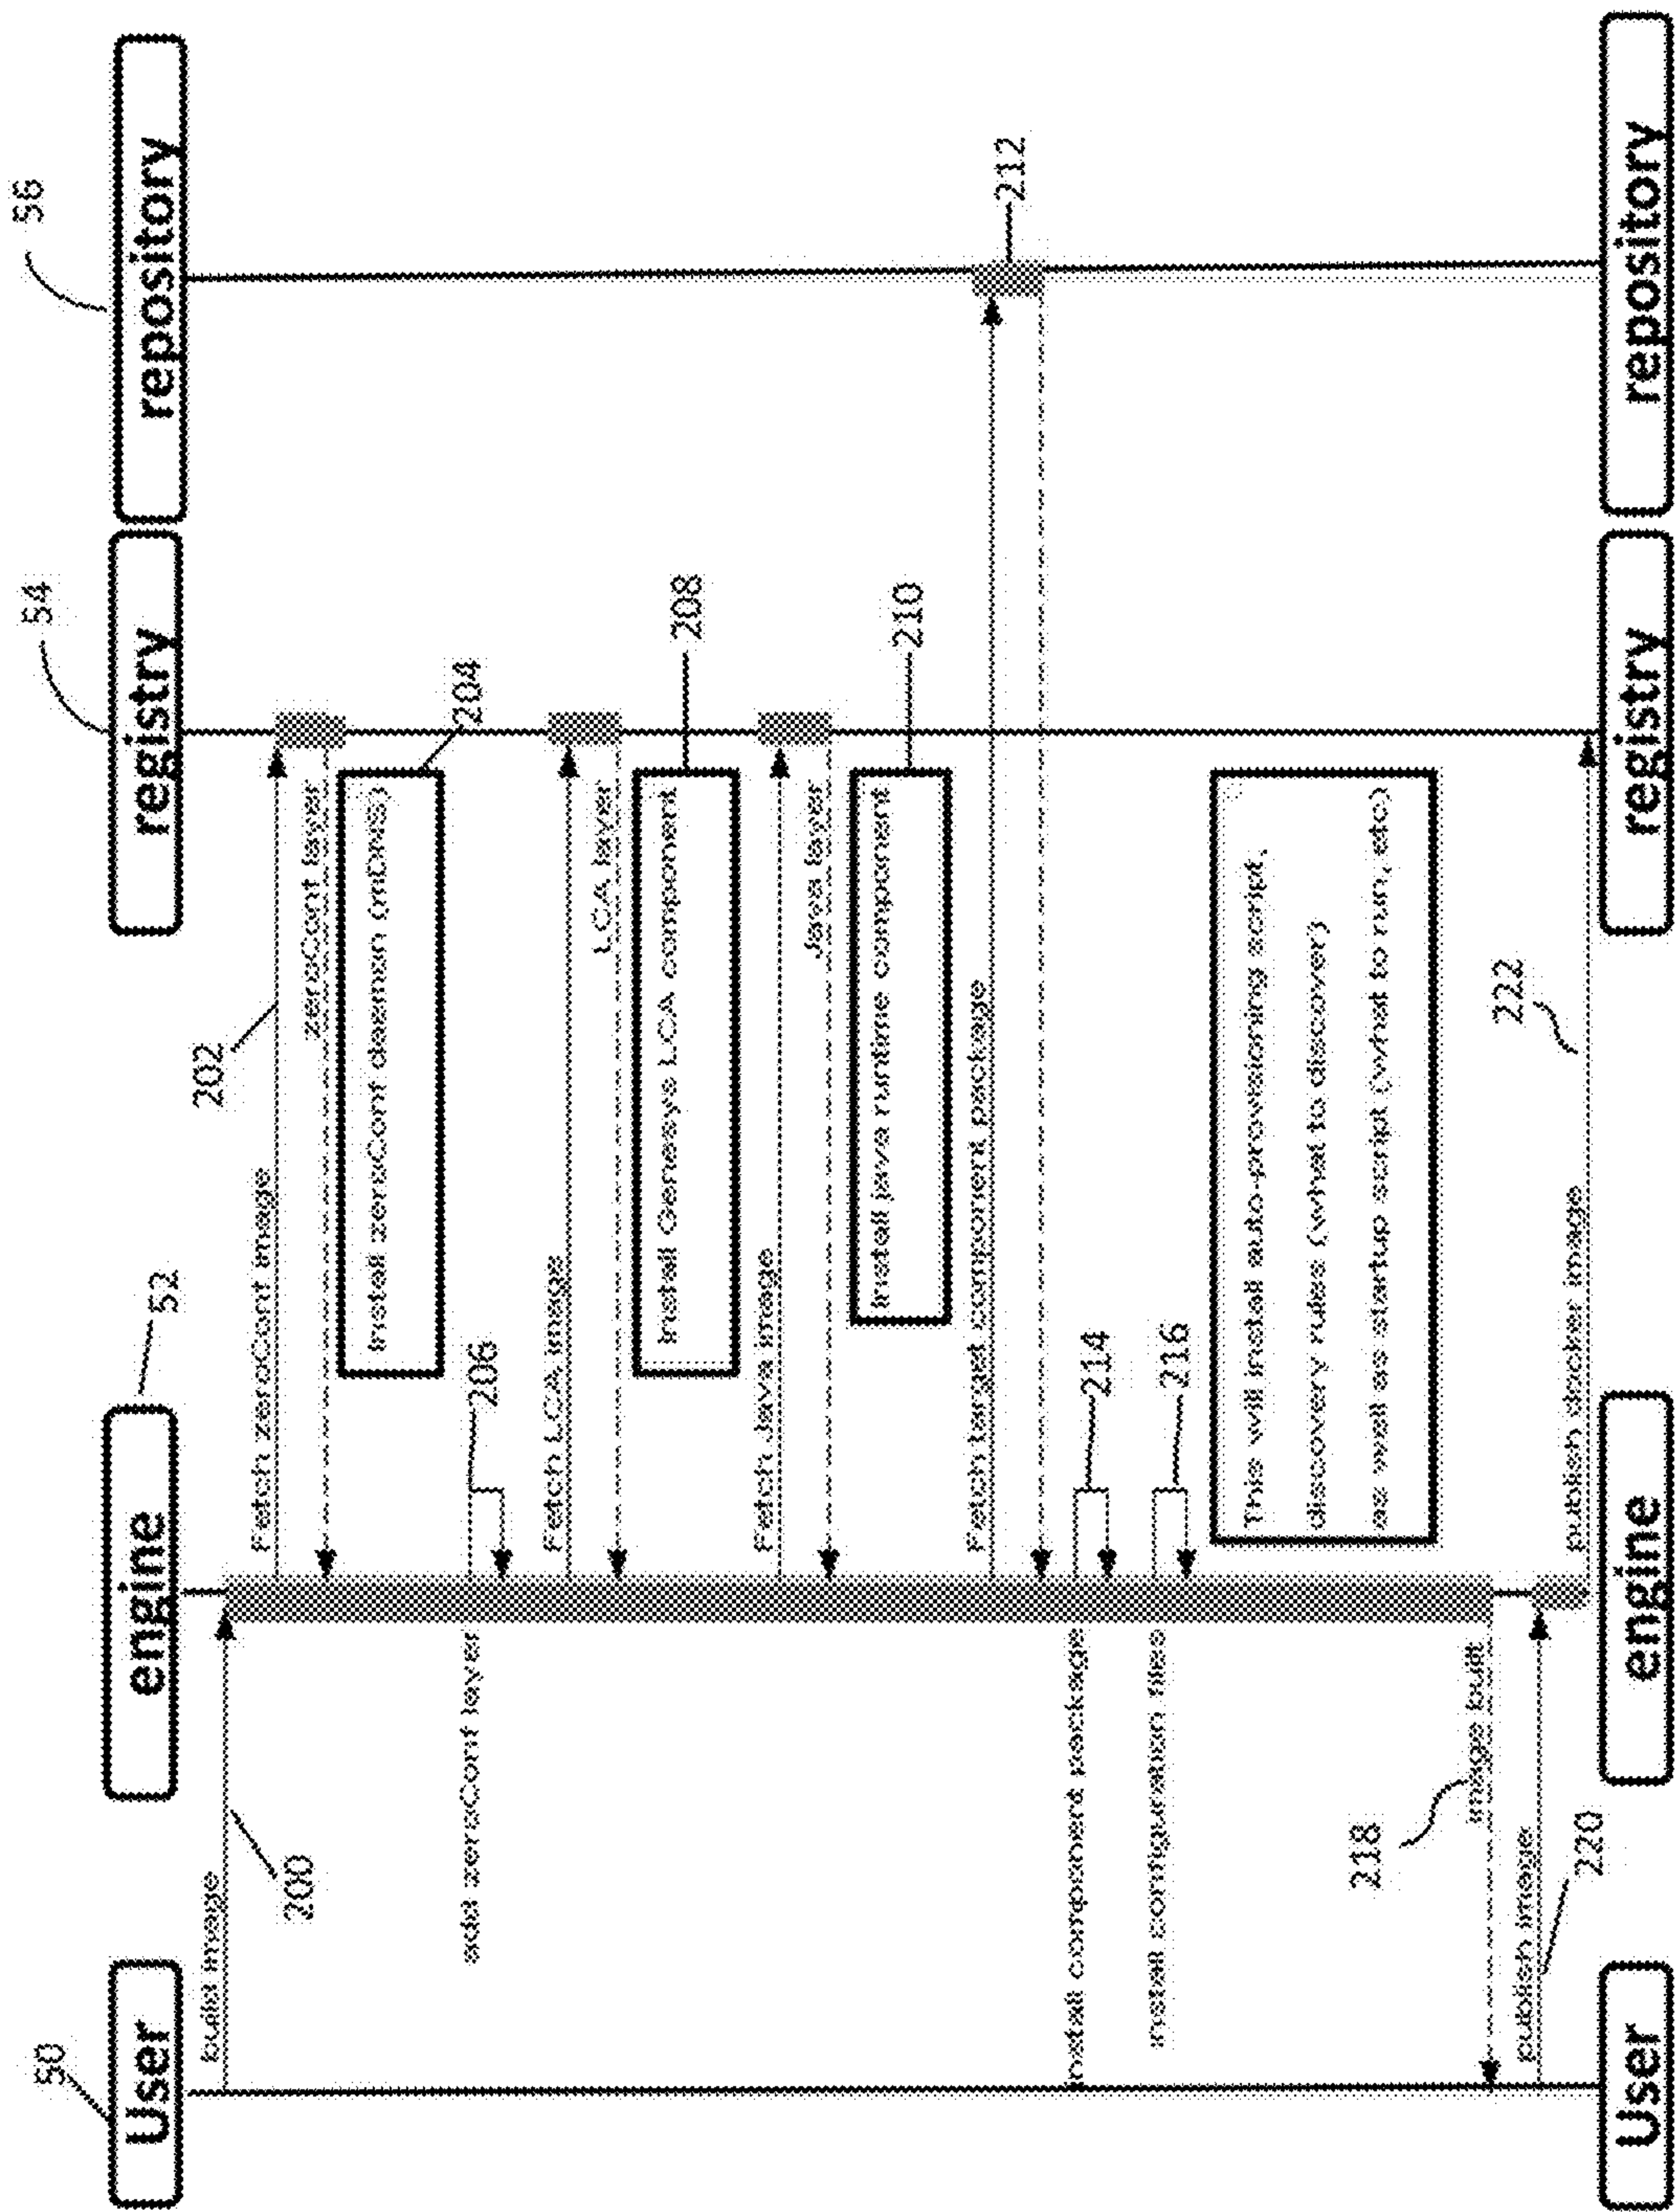 50
52
54
56
User
engine
registry
repository
build image
200
Fetch zeroConf image
202
zeroConf layer
Install zeroConf deamon (mDNS)
204
add zeroConf layer
206
Fetch LCA image
LCA layer
Install Genesys LCA component
208
Fetch Java image
Java layer
Install java runtime component
210
Fetch target component package
212
install component package
214
install configuration files
216
This will install auto-provisioning script,
discovery rules (what to discover)
as well as startup script (what to run, etc)
218
image built
publish image
220
publish docker image
222
User
engine
registry
repository